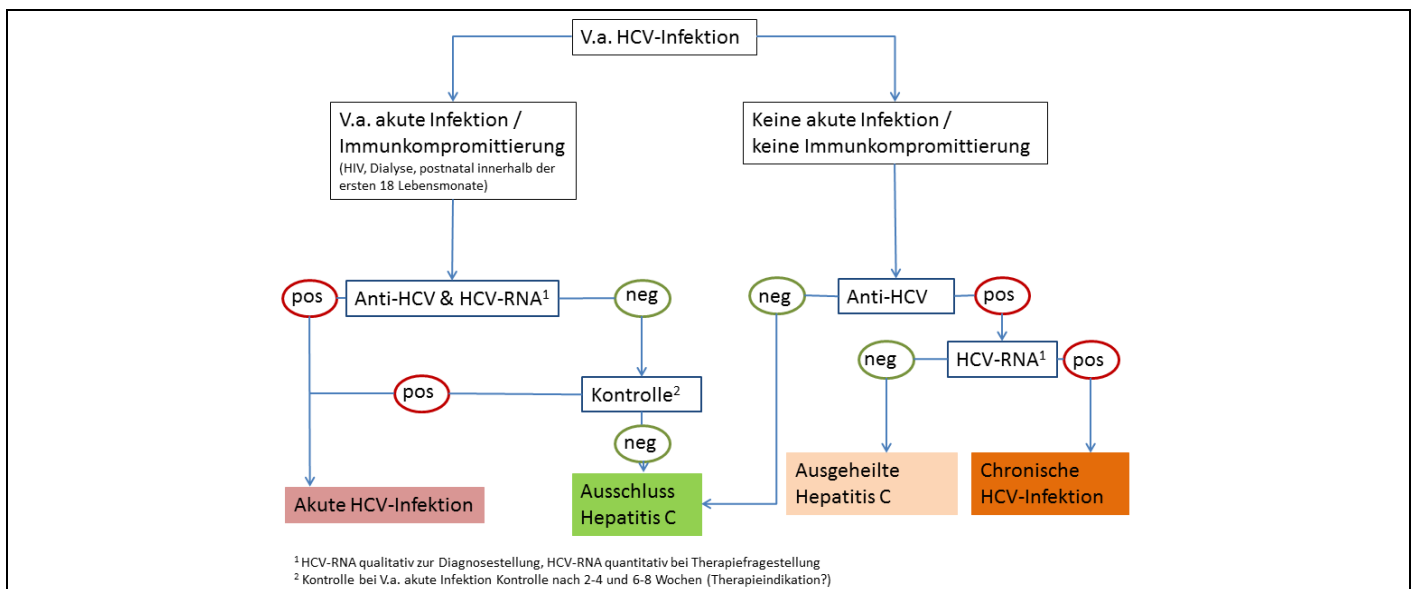 V.a. HCV-Infektion
V.a. akute Infektion /
Immunkompromittierung
(HIV, Dialyse, postnatal innerhalb der
ersten 18 Lebensmonate)
Keine akute Infektion /
keine Immunkompromittierung
pos
Anti-HCV & HCV-RNA¹
neg
neg
Anti-HCV
pos
neg
HCV-RNA¹
pos
pos
Kontrolle²
neg
Akute HCV-Infektion
Ausschluss
Hepatitis C
Ausgeheilte
Hepatitis C
Chronische
HCV-Infektion
¹ HCV-RNA qualitativ zur Diagnosestellung, HCV-RNA quantitativ bei Therapiefragestellung
² Kontrolle bei V.a. akute Infektion Kontrolle nach 2-4 und 6-8 Wochen (Therapieindikation?)